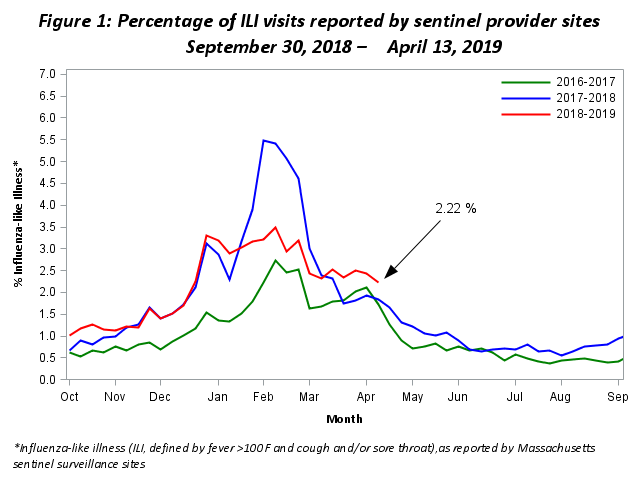 Figure 1: Percentage of ILI visits reported by sentinel provider sites
September 30, 2018 – April 13, 2019
7.0
6.5
6.0
5.5
5.0
4.5
4.0
3.5
3.0
2.5
2.0
1.5
1.0
0.5
0.0
% Influenza-like Illness*
2016-2017
2017-2018
2018-2019
2.22 %
Oct Nov Dec Jan Feb Mar Apr May Jun Jul Aug Sep
Month
*Influenza-like illness (ILI, defined by fever >100F and cough and/or sore throat),as reported by Massachusetts
sentinel surveillance sites